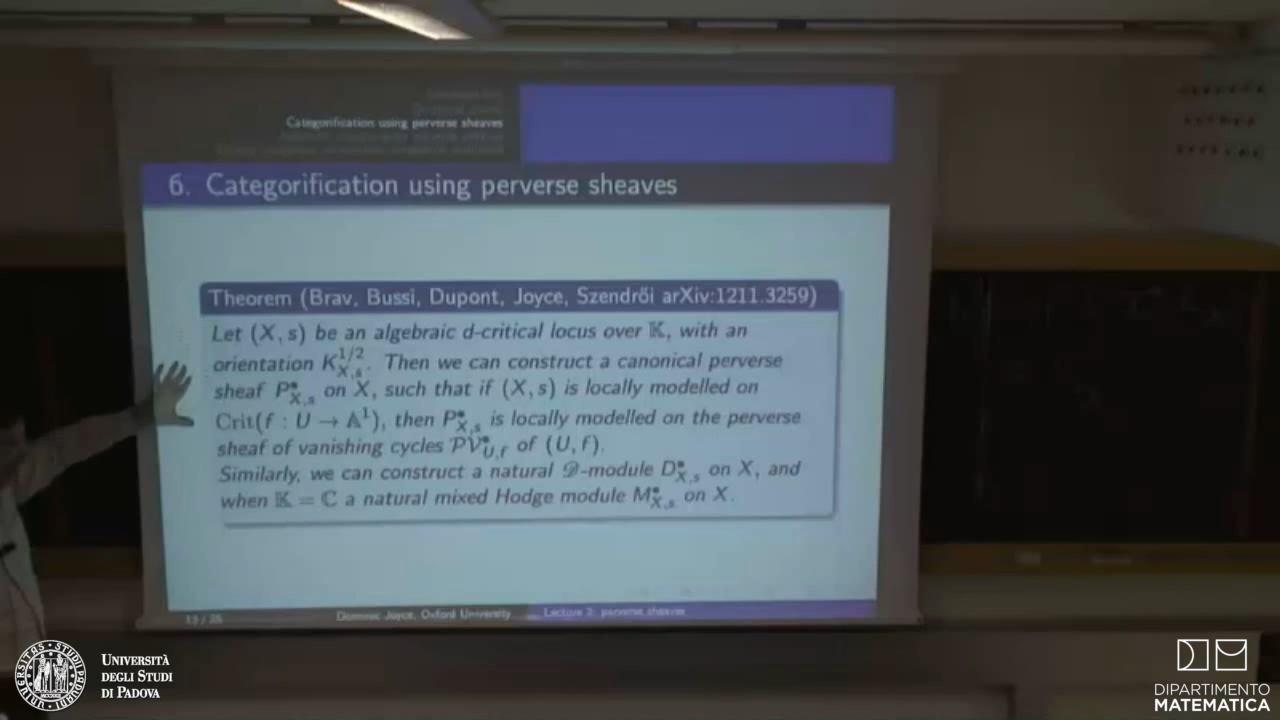 Categorification using perverse sheaves
6. Categorification using perverse sheaves
Theorem (Brav, Bussi, Dupont, Joyce, Szendrői arXiv:1211.3259)
Let (X, s) be an algebraic d-critical locus over 𝕂, with an
orientation K^{1/2}_{X,s}. Then we can construct a canonical perverse
sheaf P^•_{X,s} on X, such that if (X, s) is locally modelled on
Crit(f : U → 𝔸¹), then P^•_{X,s} is locally modelled on the perverse
sheaf of vanishing cycles 𝒫𝒱^•_{U,f} of (U, f).
Similarly, we can construct a natural 𝒟-module D^•_{X,s} on X, and
when 𝕂 = ℂ a natural mixed Hodge module M^•_{X,s} on X.
Dominic Joyce, Oxford University
Lecture 2: perverse sheaves
UNIVERSITÀ
DEGLI STUDI
DI PADOVA
DIPARTIMENTO
MATEMATICA